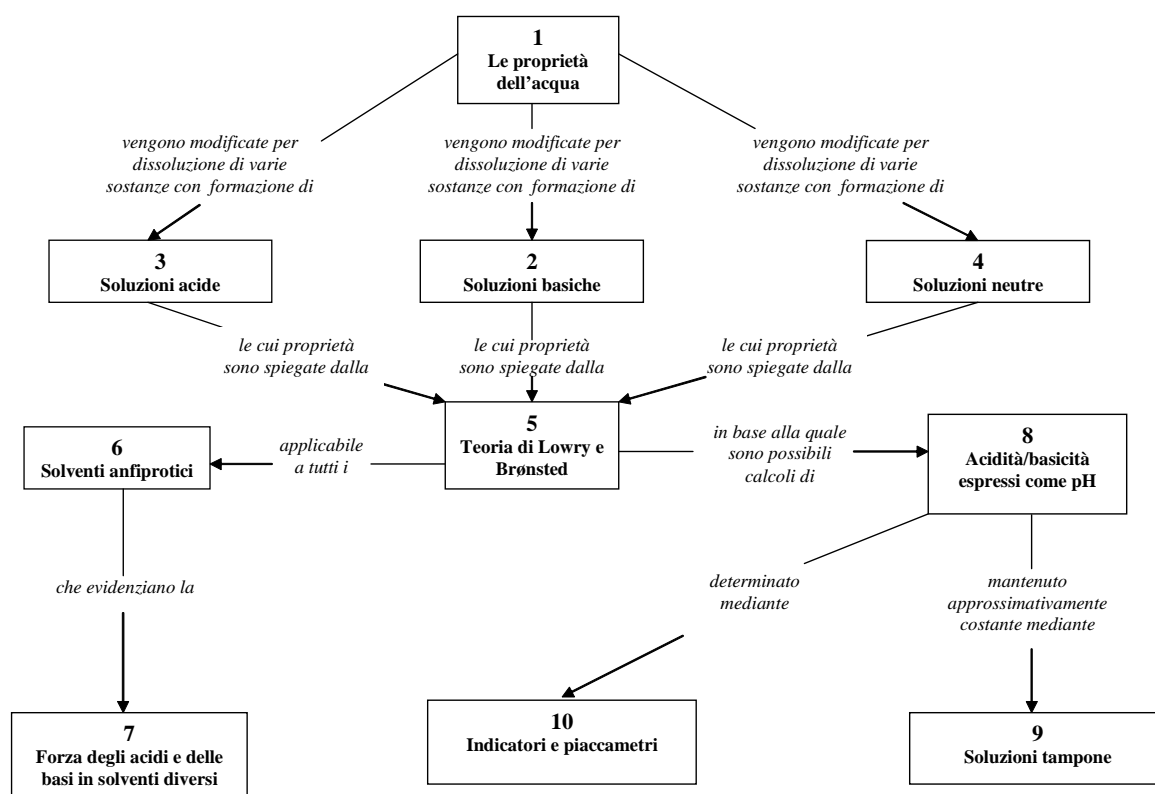 1
Le proprietà
dell'acqua
vengono modificate per
dissoluzione di varie
sostanze con formazione di
vengono modificate per
dissoluzione di varie
sostanze con formazione di
vengono modificate per
dissoluzione di varie
sostanze con formazione di
3
Soluzioni acide
2
Soluzioni basiche
4
Soluzioni neutre
le cui proprietà
sono spiegate dalla
le cui proprietà
sono spiegate dalla
le cui proprietà
sono spiegate dalla
6
Solventi anfiprotici
applicabile
a tutti i
5
Teoria di Lowry e
Brønsted
in base alla quale
sono possibili
calcoli di
8
Acidità/basicità
espressi come pH
che evidenziano la
determinato
mediante
mantenuto
approssimativamente
costante mediante
7
Forza degli acidi e delle
basi in solventi diversi
10
Indicatori e piaccametri
9
Soluzioni tampone